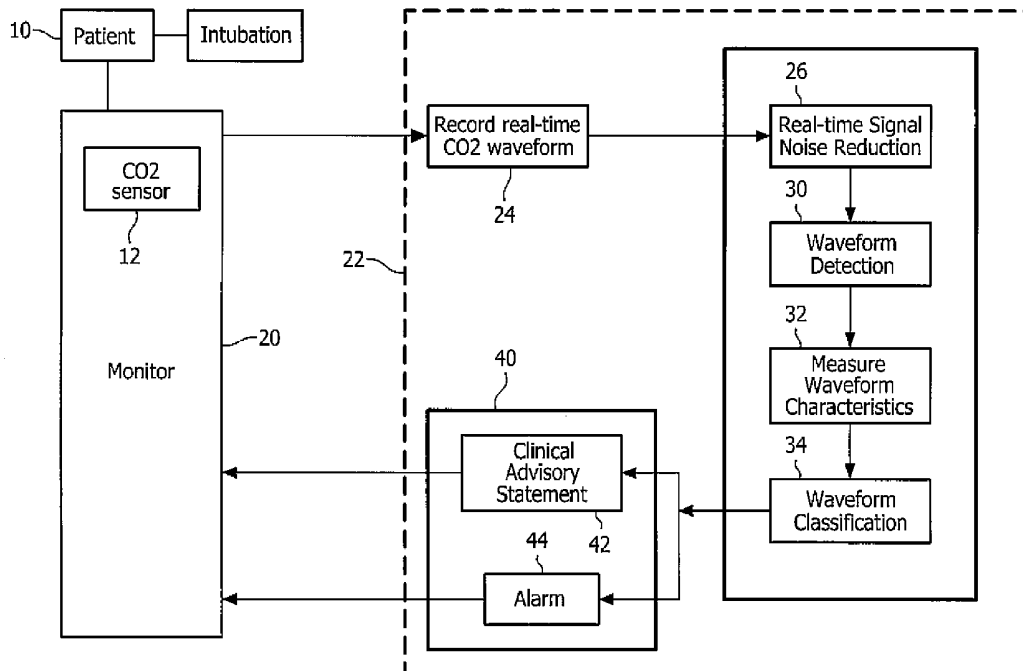 10
Patient
Intubation
CO2
sensor
12
Monitor
20
22
Record real-time
CO2 waveform
24
26
Real-time Signal
Noise Reduction
30
Waveform
Detection
32
Measure
Waveform
Characteristics
34
Waveform
Classification
40
Clinical
Advisory
Statement
42
44
Alarm